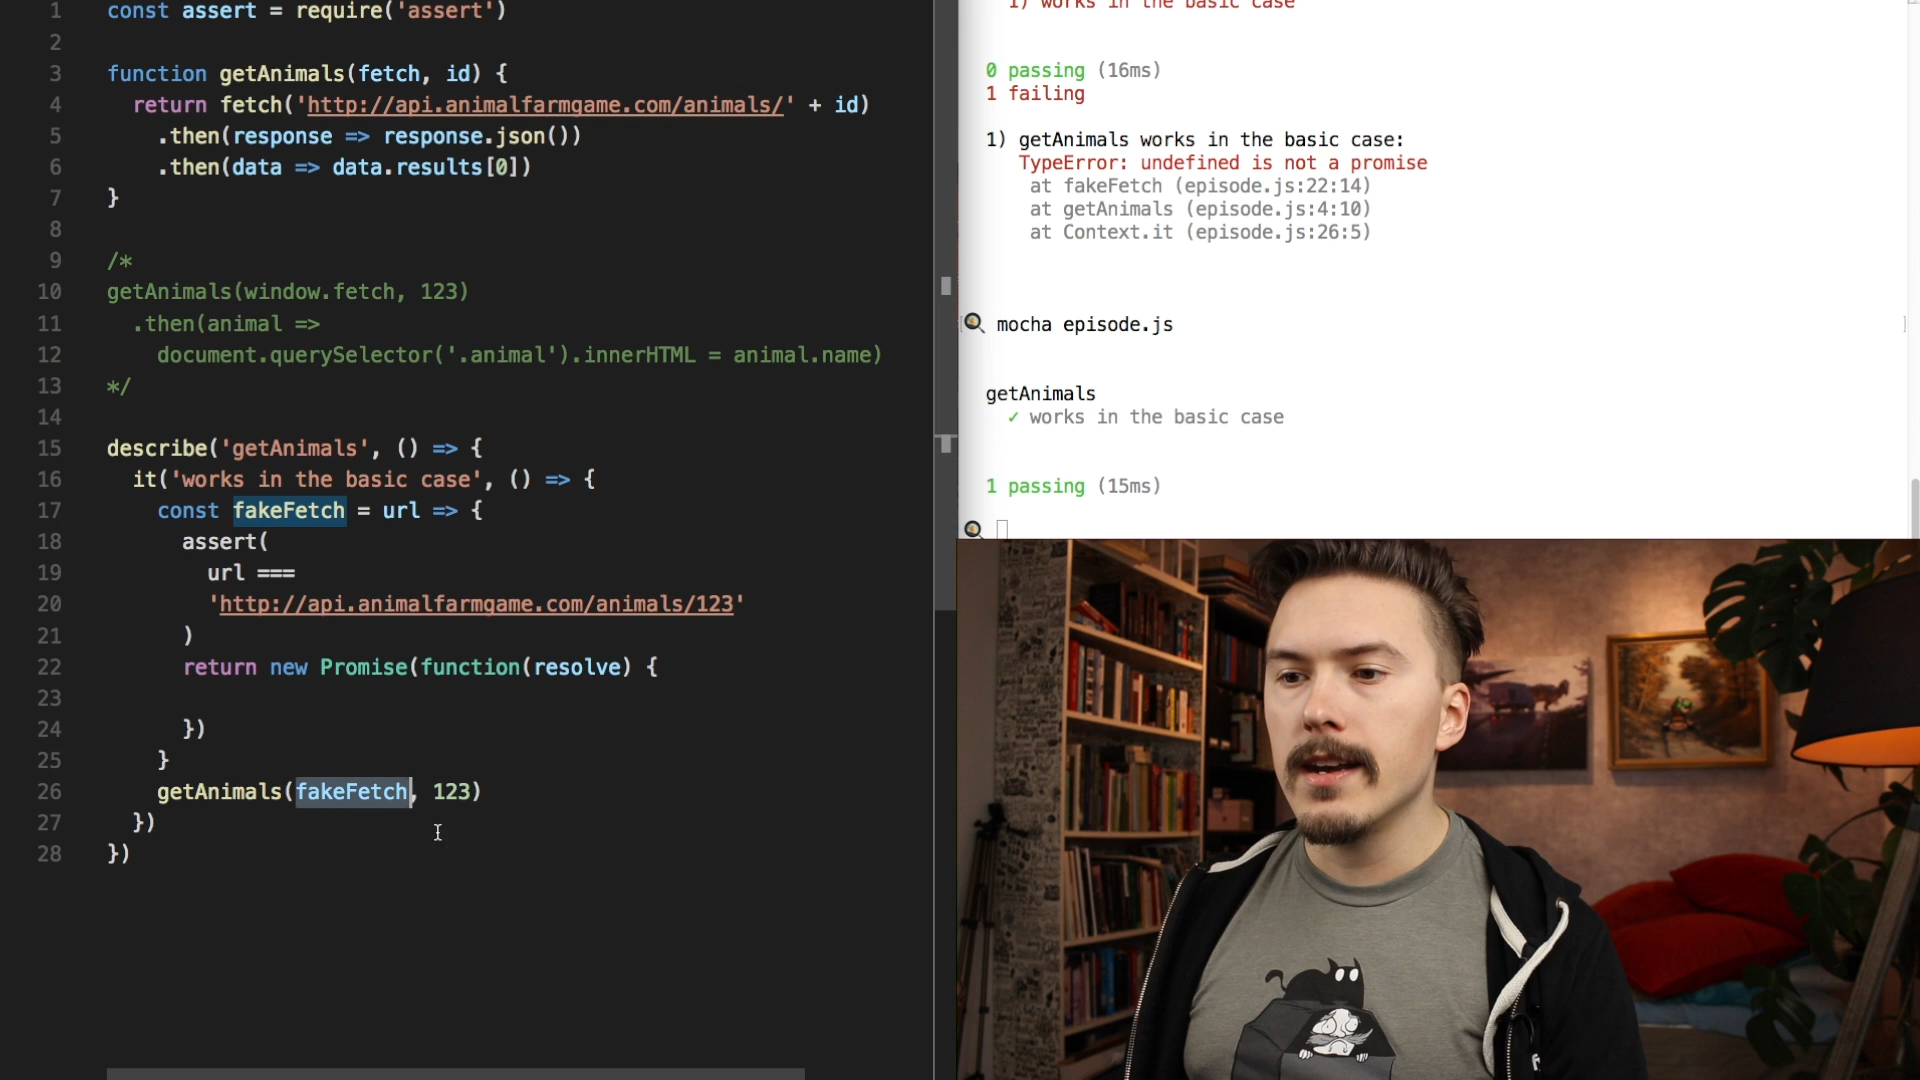 1 const assert = require('assert')
2
3 function getAnimals(fetch, id) {
4 return fetch('http://api.animalfarmgame.com/animals/' + id)
5 .then(response => response.json())
6 .then(data => data.results[0])
7 }
8
9 /*
10 getAnimals(window.fetch, 123)
11 .then(animal =>
12 document.querySelector('.animal').innerHTML = animal.name)
13 */
14
15 describe('getAnimals', () => {
16 it('works in the basic case', () => {
17 const fakeFetch = url => {
18 assert(
19 url ===
20 'http://api.animalfarmgame.com/animals/123'
21 )
22 return new Promise(function(resolve) {
23
24 })
25 }
26 getAnimals(fakeFetch, 123)
27 })
28 })
1) works in the basic case
0 passing (16ms)
1 failing
1) getAnimals works in the basic case:
TypeError: undefined is not a promise
at fakeFetch (episode.js:22:14)
at getAnimals (episode.js:4:10)
at Context.it (episode.js:26:5)
mocha episode.js
getAnimals
✓ works in the basic case
1 passing (15ms)